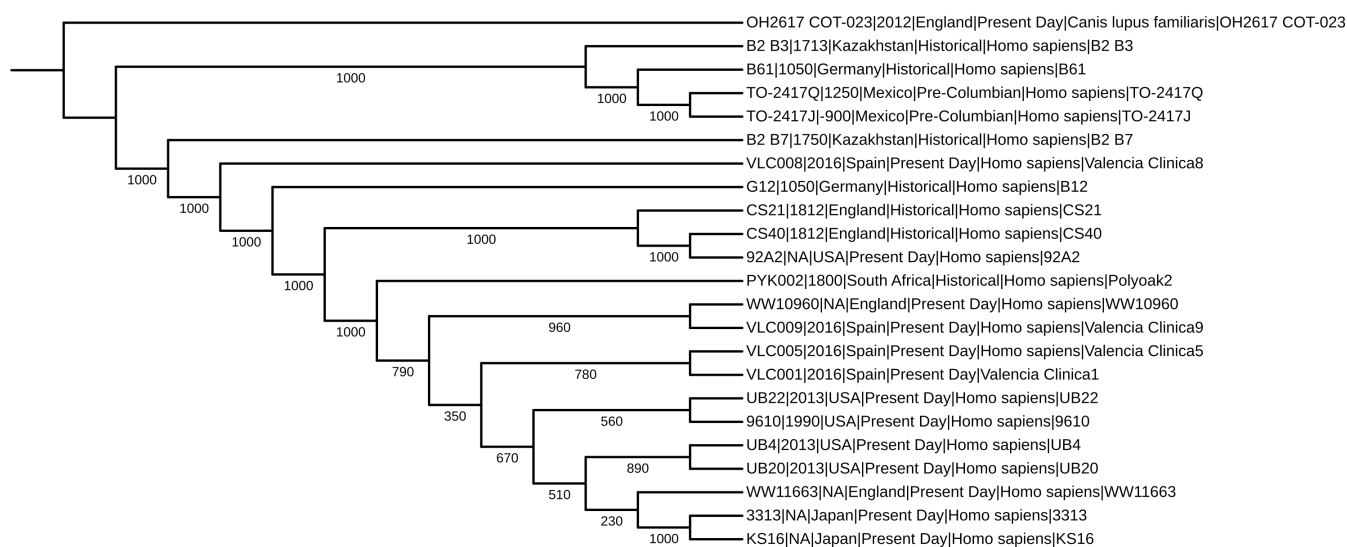 OH2617 COT-023|2012|England|Present Day|Canis lupus familiaris|OH2617 COT-023
B2 B3|1713|Kazakhstan|Historical|Homo sapiens|B2 B3
1000
B61|1050|Germany|Historical|Homo sapiens|B61
1000
TO-2417Q|1250|Mexico|Pre-Columbian|Homo sapiens|TO-2417Q
1000
TO-2417J|-900|Mexico|Pre-Columbian|Homo sapiens|TO-2417J
B2 B7|1750|Kazakhstan|Historical|Homo sapiens|B2 B7
VLC008|2016|Spain|Present Day|Homo sapiens|Valencia Clinica8
1000
G12|1050|Germany|Historical|Homo sapiens|B12
1000
CS21|1812|England|Historical|Homo sapiens|CS21
CS40|1812|England|Historical|Homo sapiens|CS40
1000
1000
92A2|NA|USA|Present Day|Homo sapiens|92A2
1000
PYK002|1800|South Africa|Historical|Homo sapiens|Polyoak2
1000
WW10960|NA|England|Present Day|Homo sapiens|WW10960
960
VLC009|2016|Spain|Present Day|Homo sapiens|Valencia Clinica9
1000
VLC005|2016|Spain|Present Day|Homo sapiens|Valencia Clinica5
790
780
VLC001|2016|Spain|Present Day|Valencia Clinica1
UB22|2013|USA|Present Day|Homo sapiens|UB22
350
560
9610|1990|USA|Present Day|Homo sapiens|9610
UB4|2013|USA|Present Day|Homo sapiens|UB4
670
890
UB20|2013|USA|Present Day|Homo sapiens|UB20
510
WW11663|NA|England|Present Day|Homo sapiens|WW11663
230
3313|NA|Japan|Present Day|Homo sapiens|3313
1000
KS16|NA|Japan|Present Day|Homo sapiens|KS16